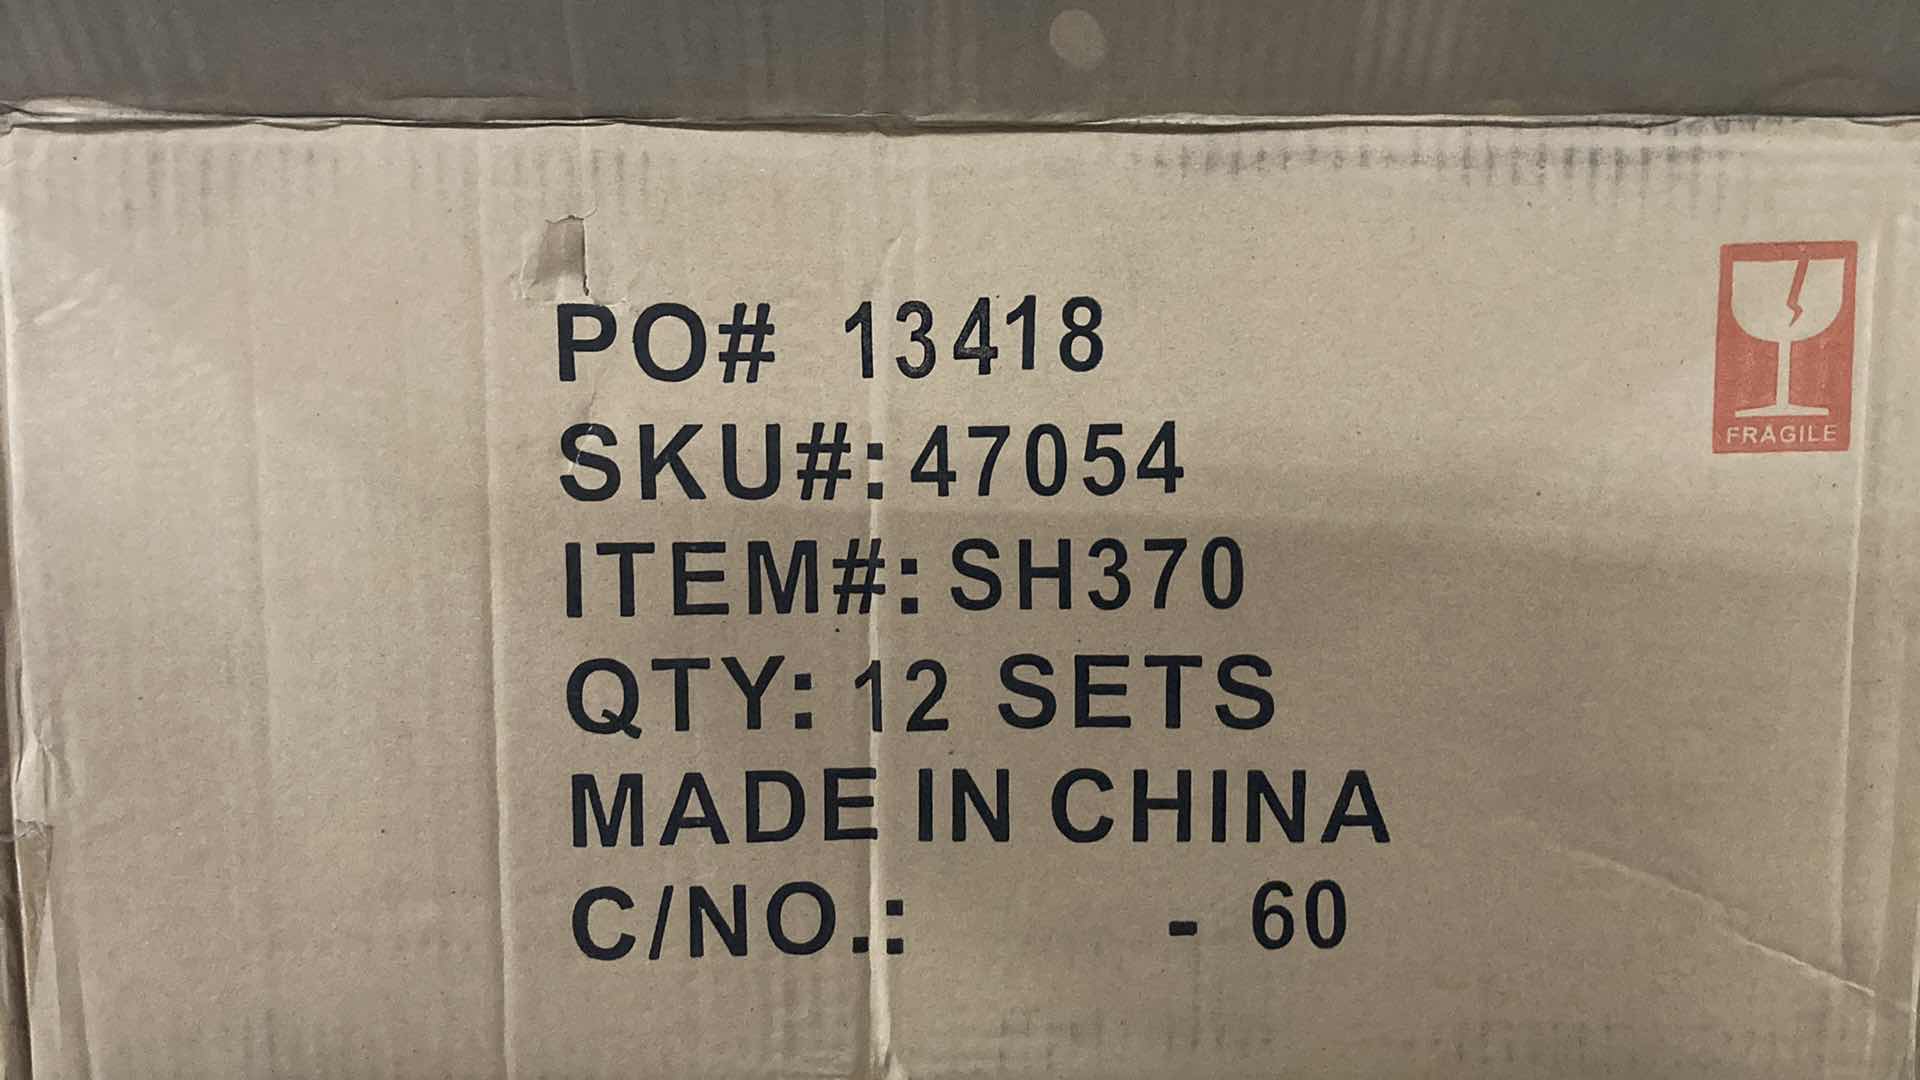 PO# 13418
FRAGILE
SKU#: 47054
ITEM#: SH370
QTY: 12 SETS
MADE IN CHINA
C/NO.: - 60